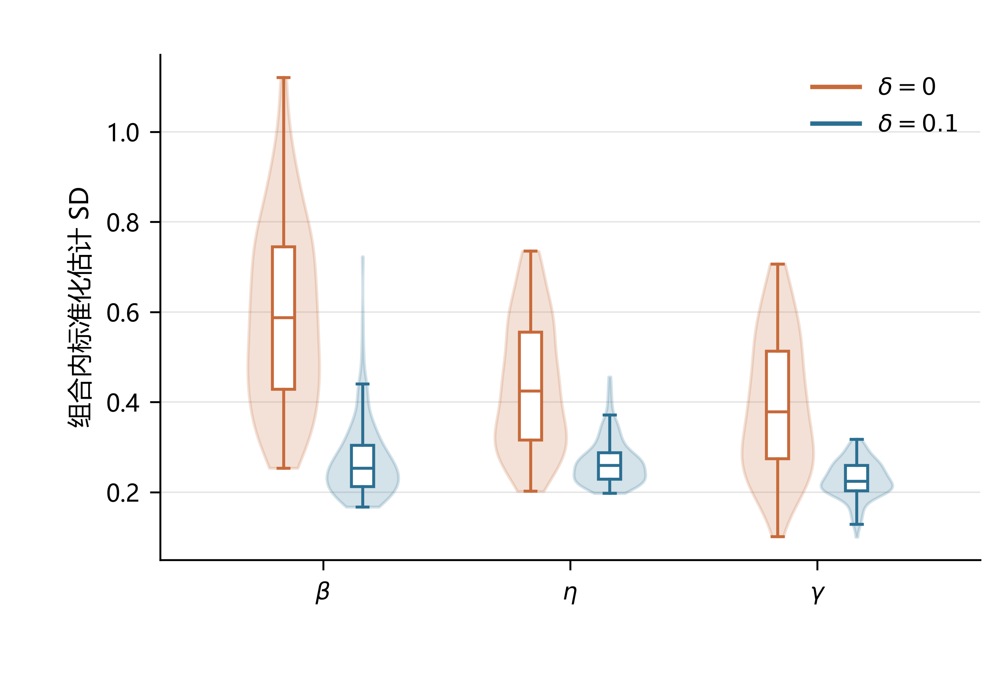 δ = 0
δ = 0.1
1.0
0.8
0.6
0.4
0.2
组合内标准化估计 SD
β
η
γ